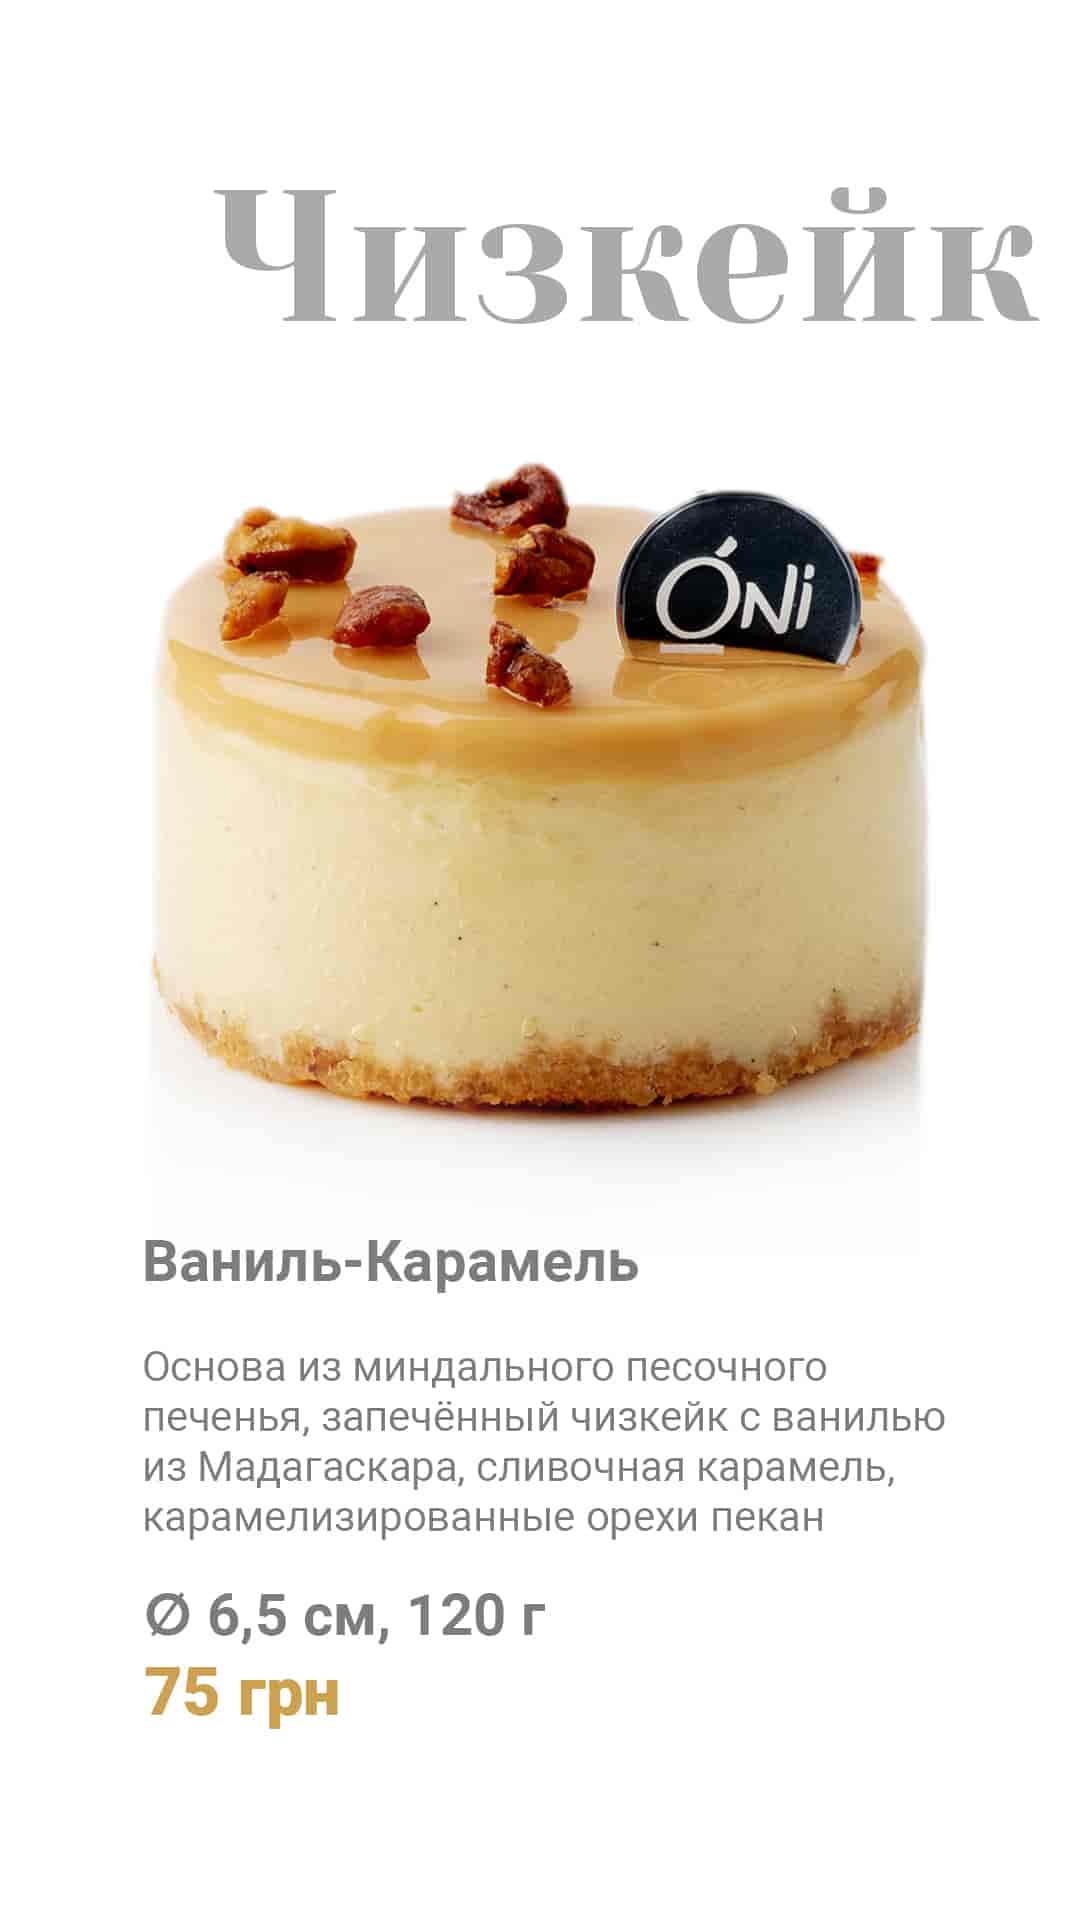 Чизкейк
ÓNi
Ваниль-Карамель
Основа из миндального песочного
печенья, запечённый чизкейк с ванилью
из Мадагаскара, сливочная карамель,
карамелизированные орехи пекан
Ø 6,5 см, 120 г
75 грн